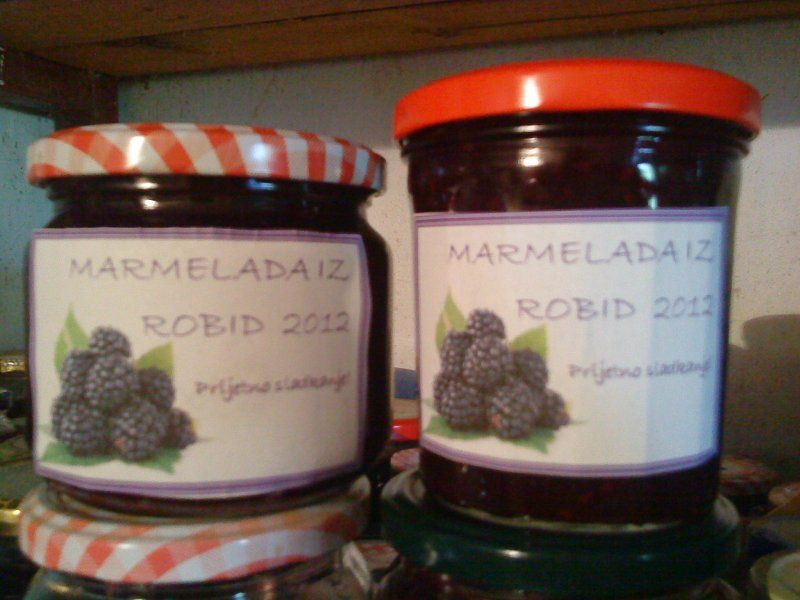 MARMELADA IZ
ROBID 2012
Prijetno sladkanje!
MARMELADA IZ
ROBID 2012
Prijetno sladkanje!